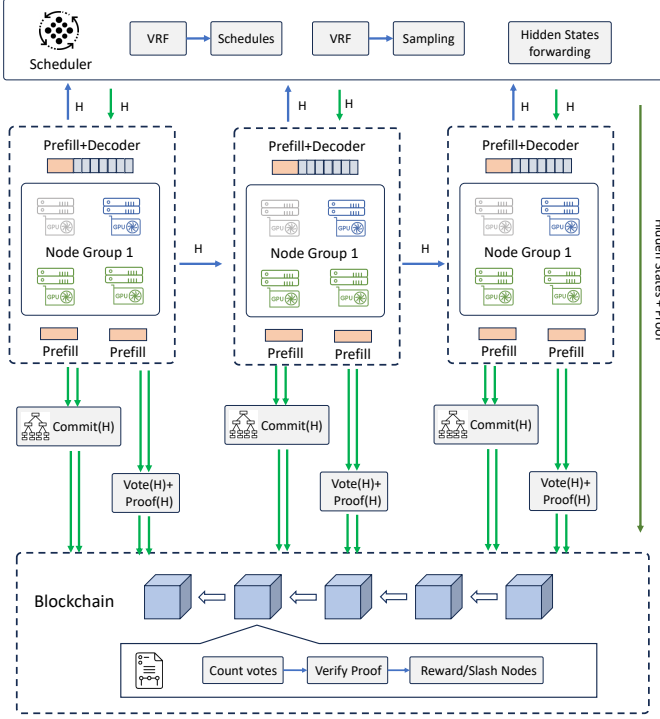 VRF
Schedules
VRF
Sampling
Hidden States
forwarding
Scheduler
H
H
H
H
H
H
Prefill+Decoder
Prefill+Decoder
Prefill+Decoder
GPU
GPU
GPU
GPU
GPU
GPU
Node Group 1
H
Node Group 1
H
Node Group 1
GPU
GPU
GPU
GPU
GPU
GPU
Prefill
Prefill
Prefill
Prefill
Prefill
Prefill
Hidden States + Proof
Commit(H)
Commit(H)
Commit(H)
Vote(H)+
Proof(H)
Vote(H)+
Proof(H)
Vote(H)+
Proof(H)
Blockchain
Count votes
Verify Proof
Reward/Slash Nodes